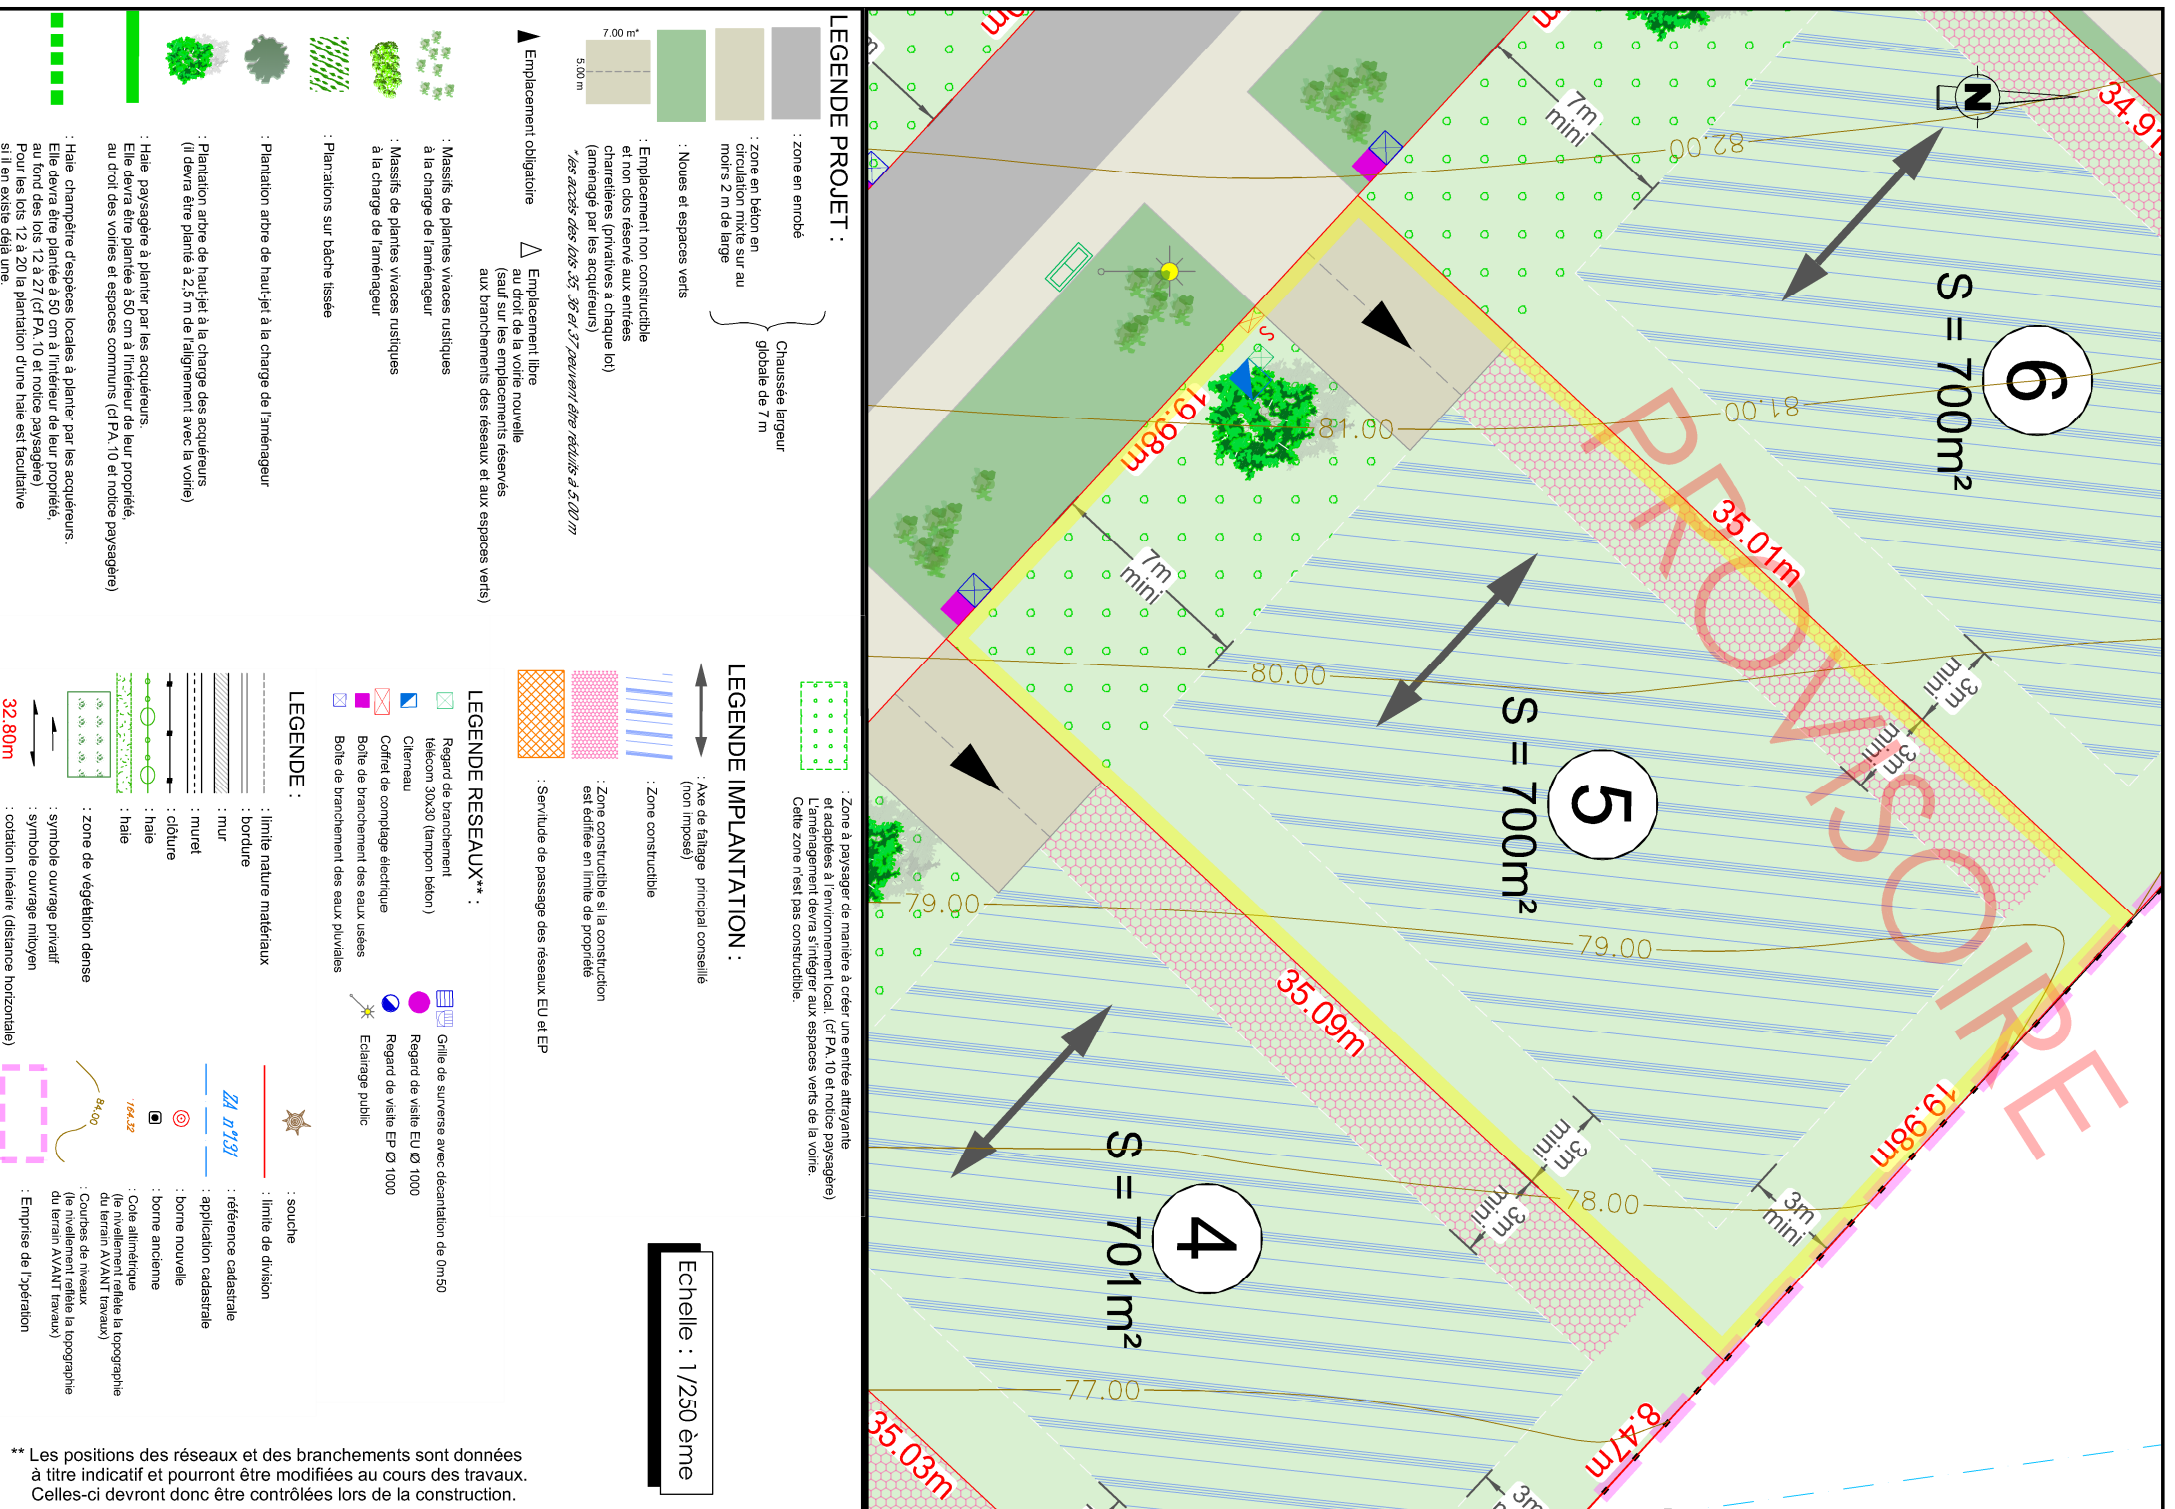 LEGENDE PROJET :
: zone en enrobé
: zone en béton en
circulation mixte sur au
moins 2 m de large
Chaussée largeur
globale de 7 m
: Noues et espaces verts
7.00 m*
5.00m
: Emplacement non constructible
et non clos réservé aux entrées
charretières (privatives à chaque lot)
(aménagé par les acquéreurs)
*les accès des lots 35, 36 et 37 peuvent être réduits à 5.00 m
Emplacement obligatoire
Emplacement libre
au droit de la voirie nouvelle
(sauf sur les emplacements réservés
aux branchements des réseaux et aux espaces verts)
: Massifs de plantes vivaces rustiques
à la charge de l'aménageur
: Massifs de plantes vivaces rustiques
à la charge de l'aménageur
: Plantations sur bâche tissée
: Plantation arbre de haut-jet à la charge de l'aménageur
: Plantation arbre de haut-jet à la charge des acquéreurs
(il devra être planté à 2,5 m de l'alignement avec la voirie)
: Haie paysagère à planter par les acquéreurs.
Elle devra être plantée à 50 cm à l'intérieur de leur propriété,
au droit des voiries et espaces communs (cf PA.10 et notice paysagère)
: Haie champêtre d'espèces locales à planter par les acquéreurs.
Elle devra être plantée à 50 cm à l'intérieur de leur propriété,
au fond des lots 12 à 27 (cf PA.10 et notice paysagère)
Pour les lots 12 à 20 la plantation d'une haie est facultative
si il en existe déjà une.
: Zone à paysager de manière à créer une entrée attrayante
et adaptées à l'environnement local. (cf PA.10 et notice paysagère)
L'aménagement devra s'intégrer aux espaces verts de la voirie.
Cette zone n'est pas constructible.
LEGENDE IMPLANTATION :
: Axe de faîtage principal conseillé
(non imposé)
: Zone constructible
: Zone constructible si la construction
est édifiée en limite de propriété
: Servitude de passage des réseaux EU et EP
LEGENDE RESEAUX** :
Regard de branchement
télécom 30x30 (tampon béton )
Citerneau
Coffret de comptage électrique
Boîte de branchement des eaux usées
Boîte de branchement des eaux pluviales
Grille de surverse avec décantation de 0m50
Regard de visite EU Ø 1000
Regard de visite EP Ø 1000
Eclairage public
LEGENDE :
: limite nature matériaux
: bordure
: mur
: muret
: clôture
: haie
: haie
: zone de végétation dense
: symbole ouvrage privatif
: symbole ouvrage mitoyen
32.80m
: cotation linéaire (distance horizontale)
: souche
: limite de division
ZA n°131
: référence cadastrale
: application cadastrale
: borne nouvelle
: borne ancienne
164.32
: Cote altimétrique
(le nivellement reflète la topographie
du terrain AVANT travaux)
84.00
: Courbes de niveaux
(le nivellement reflète la topographie
du terrain AVANT travaux)
: Emprise de l'opération
Echelle : 1/250 ème
** Les positions des réseaux et des branchements sont données
à titre indicatif et pourront être modifiées au cours des travaux.
Celles-ci devront donc être contrôlées lors de la construction.
PROVISOIRE
N
6
S = 700m²
5
S = 700m²
4
S = 701m²
35.01m
35.09m
19.98m
19.98m
8.47m
35.03m
82.00
81.00
81.00
80.00
79.00
79.00
78.00
77.00
7m
mini
7m
mini
3m
mini
3m
mini
3m
mini
3m
mini
3m
mini
3m
S